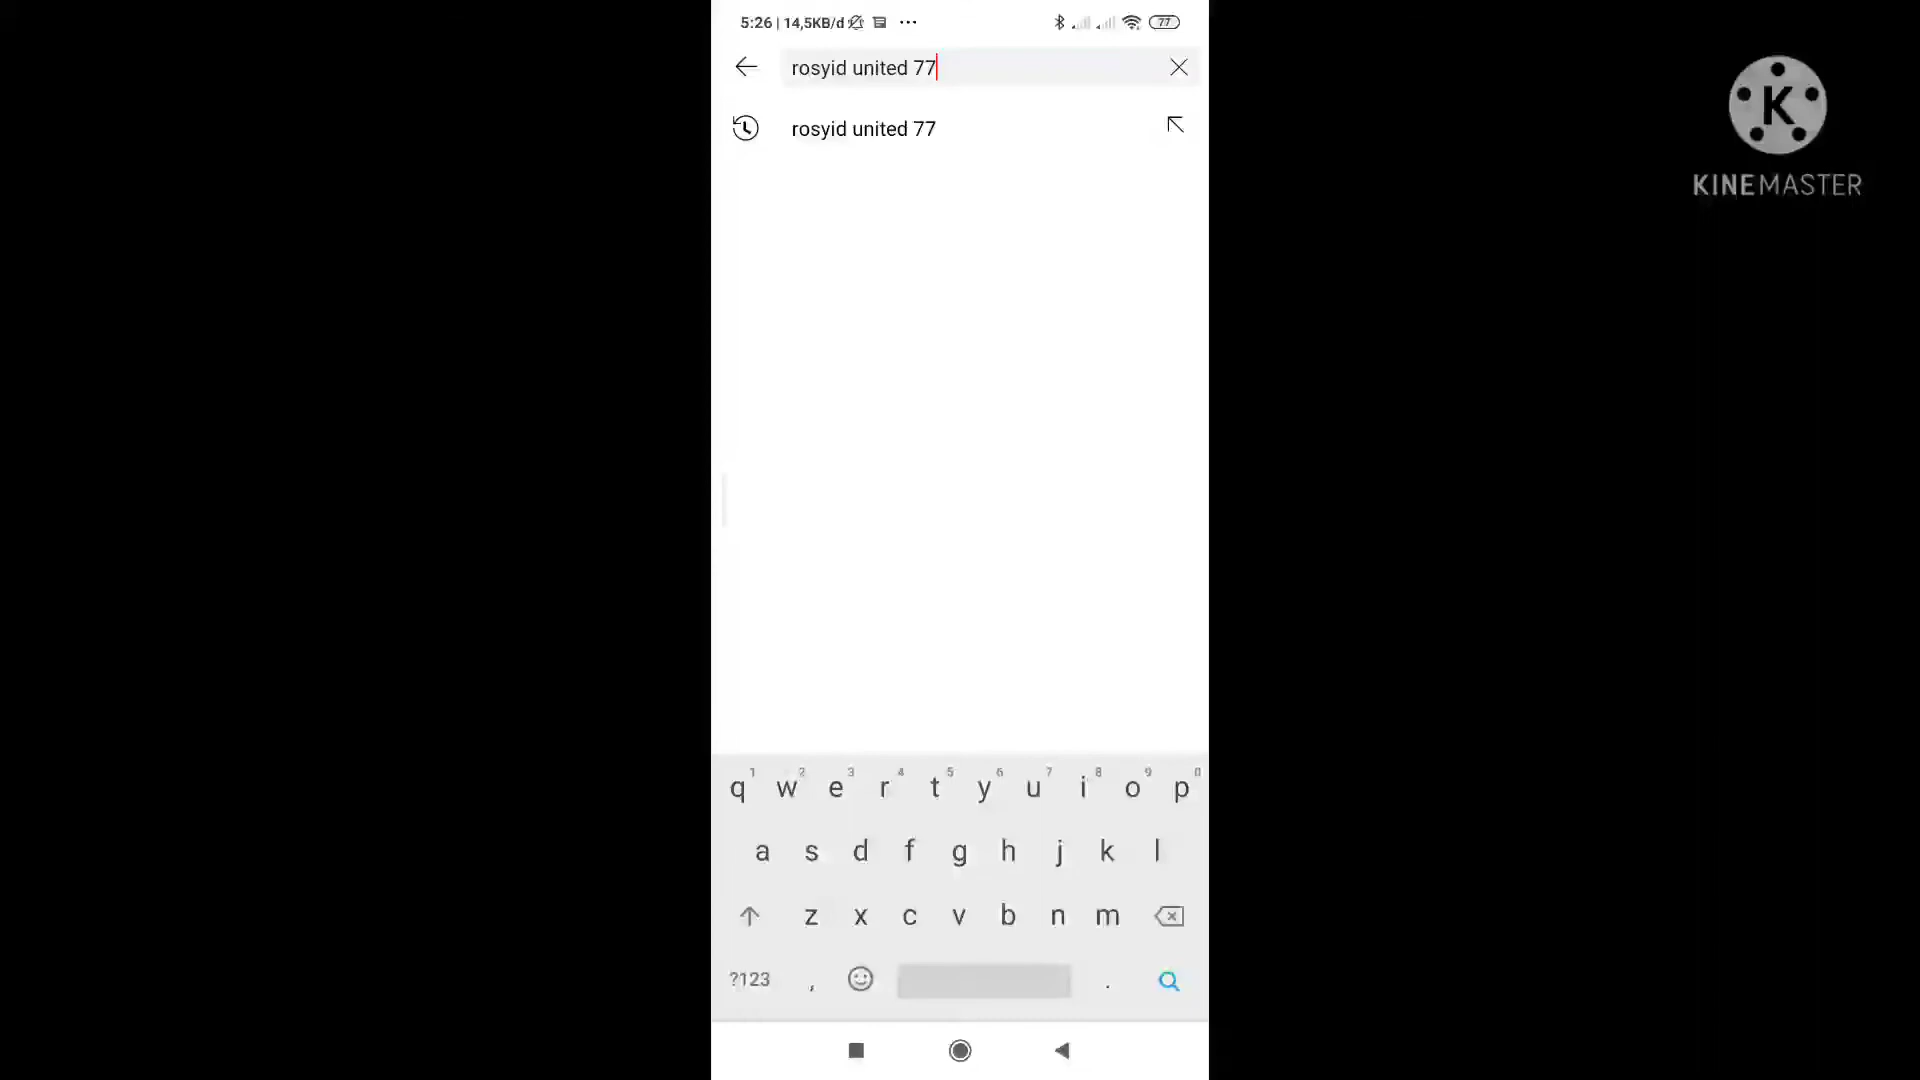 5:26 | 14,5KB/d
77
rosyid united 77
rosyid united 77
KINEMASTER
1 2 3 4 5 6 7 8 9 0
q w e r t y u i o p
a s d f g h j k l
z x c v b n m
?123 , .